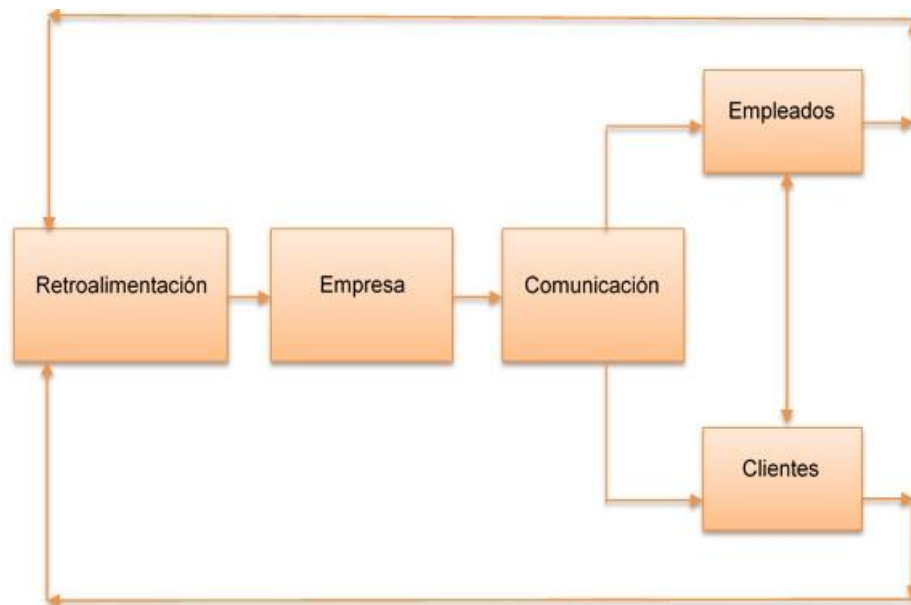 Empleados
Retroalimentación
Empresa
Comunicación
Clientes